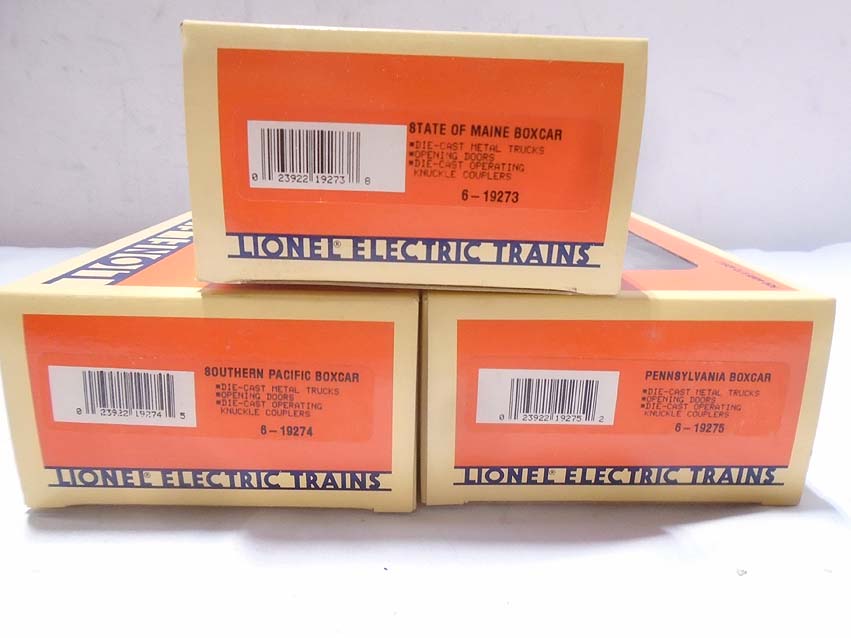 STATE OF MAINE BOXCAR
*DIE-CAST METAL TRUCKS
*OPENING DOORS
*DIE-CAST OPERATING
KNUCKLE COUPLERS
0 23922 19273 8
6-19273
LIONEL® ELECTRIC TRAINS
LIONEL
SOUTHERN PACIFIC BOXCAR
*DIE-CAST METAL TRUCKS
*OPENING DOORS
*DIE-CAST OPERATING
KNUCKLE COUPLERS
0 23922 19274 5
6-19274
LIONEL® ELECTRIC TRAINS
PENNSYLVANIA BOXCAR
*DIE-CAST METAL TRUCKS
*OPENING DOORS
*DIE-CAST OPERATING
KNUCKLE COUPLERS
0 23922 19275 2
6-19275
LIONEL® ELECTRIC TRAINS